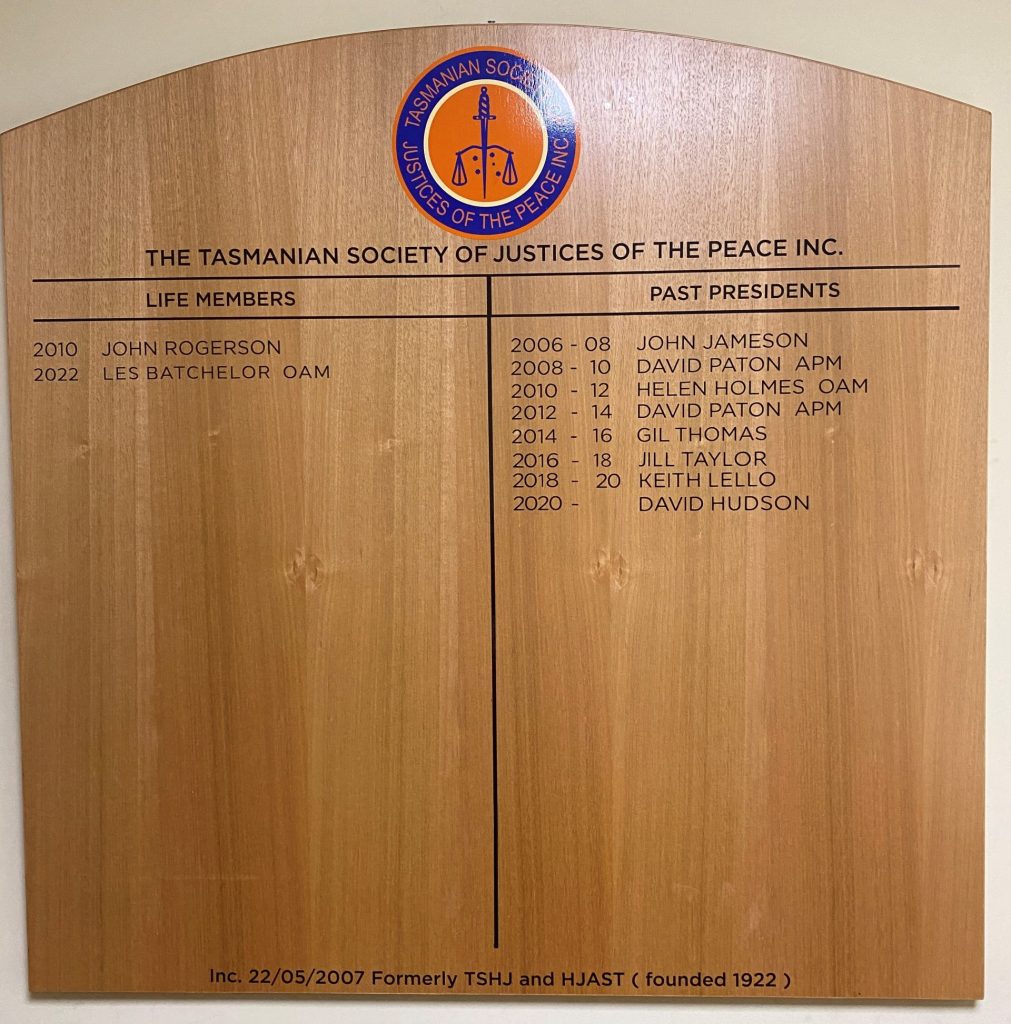 TASMANIAN SOCIETY
JUSTICES OF THE PEACE INC
THE TASMANIAN SOCIETY OF JUSTICES OF THE PEACE INC.
LIFE MEMBERS
2010 JOHN ROGERSON
2022 LES BATCHELOR OAM
PAST PRESIDENTS
2006 - 08 JOHN JAMESON
2008 - 10 DAVID PATON APM
2010 - 12 HELEN HOLMES OAM
2012 - 14 DAVID PATON APM
2014 - 16 GIL THOMAS
2016 - 18 JILL TAYLOR
2018 - 20 KEITH LELLO
2020 - DAVID HUDSON
Inc. 22/05/2007 Formerly TSHJ and HJAST ( founded 1922 )